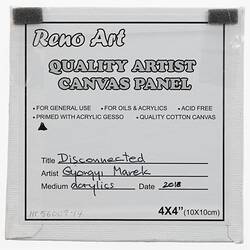 Reno Art
QUALITY ARTIST
CANVAS PANEL
• FOR GENERAL USE • FOR OILS & ACRYLICS • ACID FREE
• PRIMED WITH ACRYLIC GESSO • QUALITY COTTON CANVAS
Title Disconnected
Artist Gyorgyi Marek
Medium acrylics Date 2018
4X4" (10X10cm)